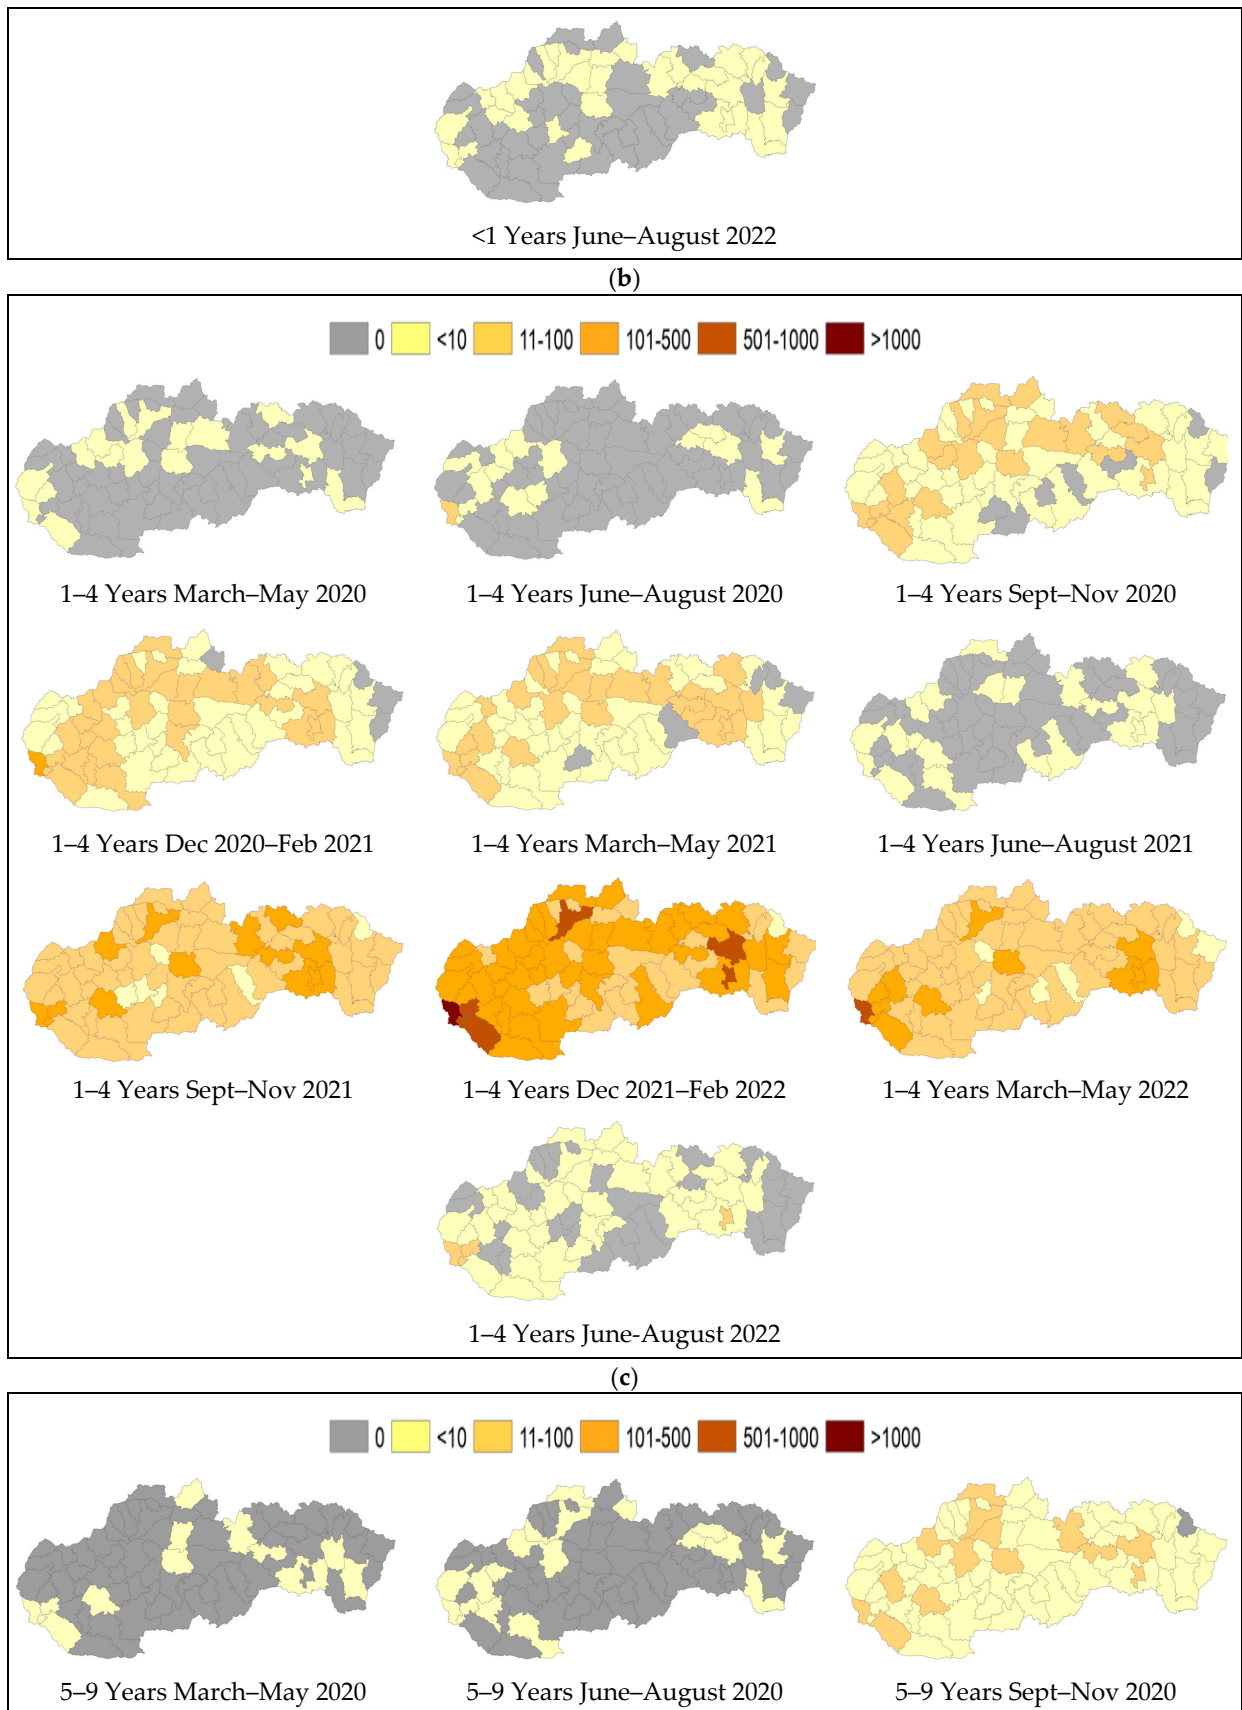 <1 Years June–August 2022
(b)
0 <10 11-100 101-500 501-1000 >1000
1–4 Years March–May 2020 1–4 Years June–August 2020 1–4 Years Sept–Nov 2020
1–4 Years Dec 2020–Feb 2021 1–4 Years March–May 2021 1–4 Years June–August 2021
1–4 Years Sept–Nov 2021 1–4 Years Dec 2021–Feb 2022 1–4 Years March–May 2022
1–4 Years June-August 2022
(c)
0 <10 11-100 101-500 501-1000 >1000
5–9 Years March–May 2020 5–9 Years June–August 2020 5–9 Years Sept–Nov 2020